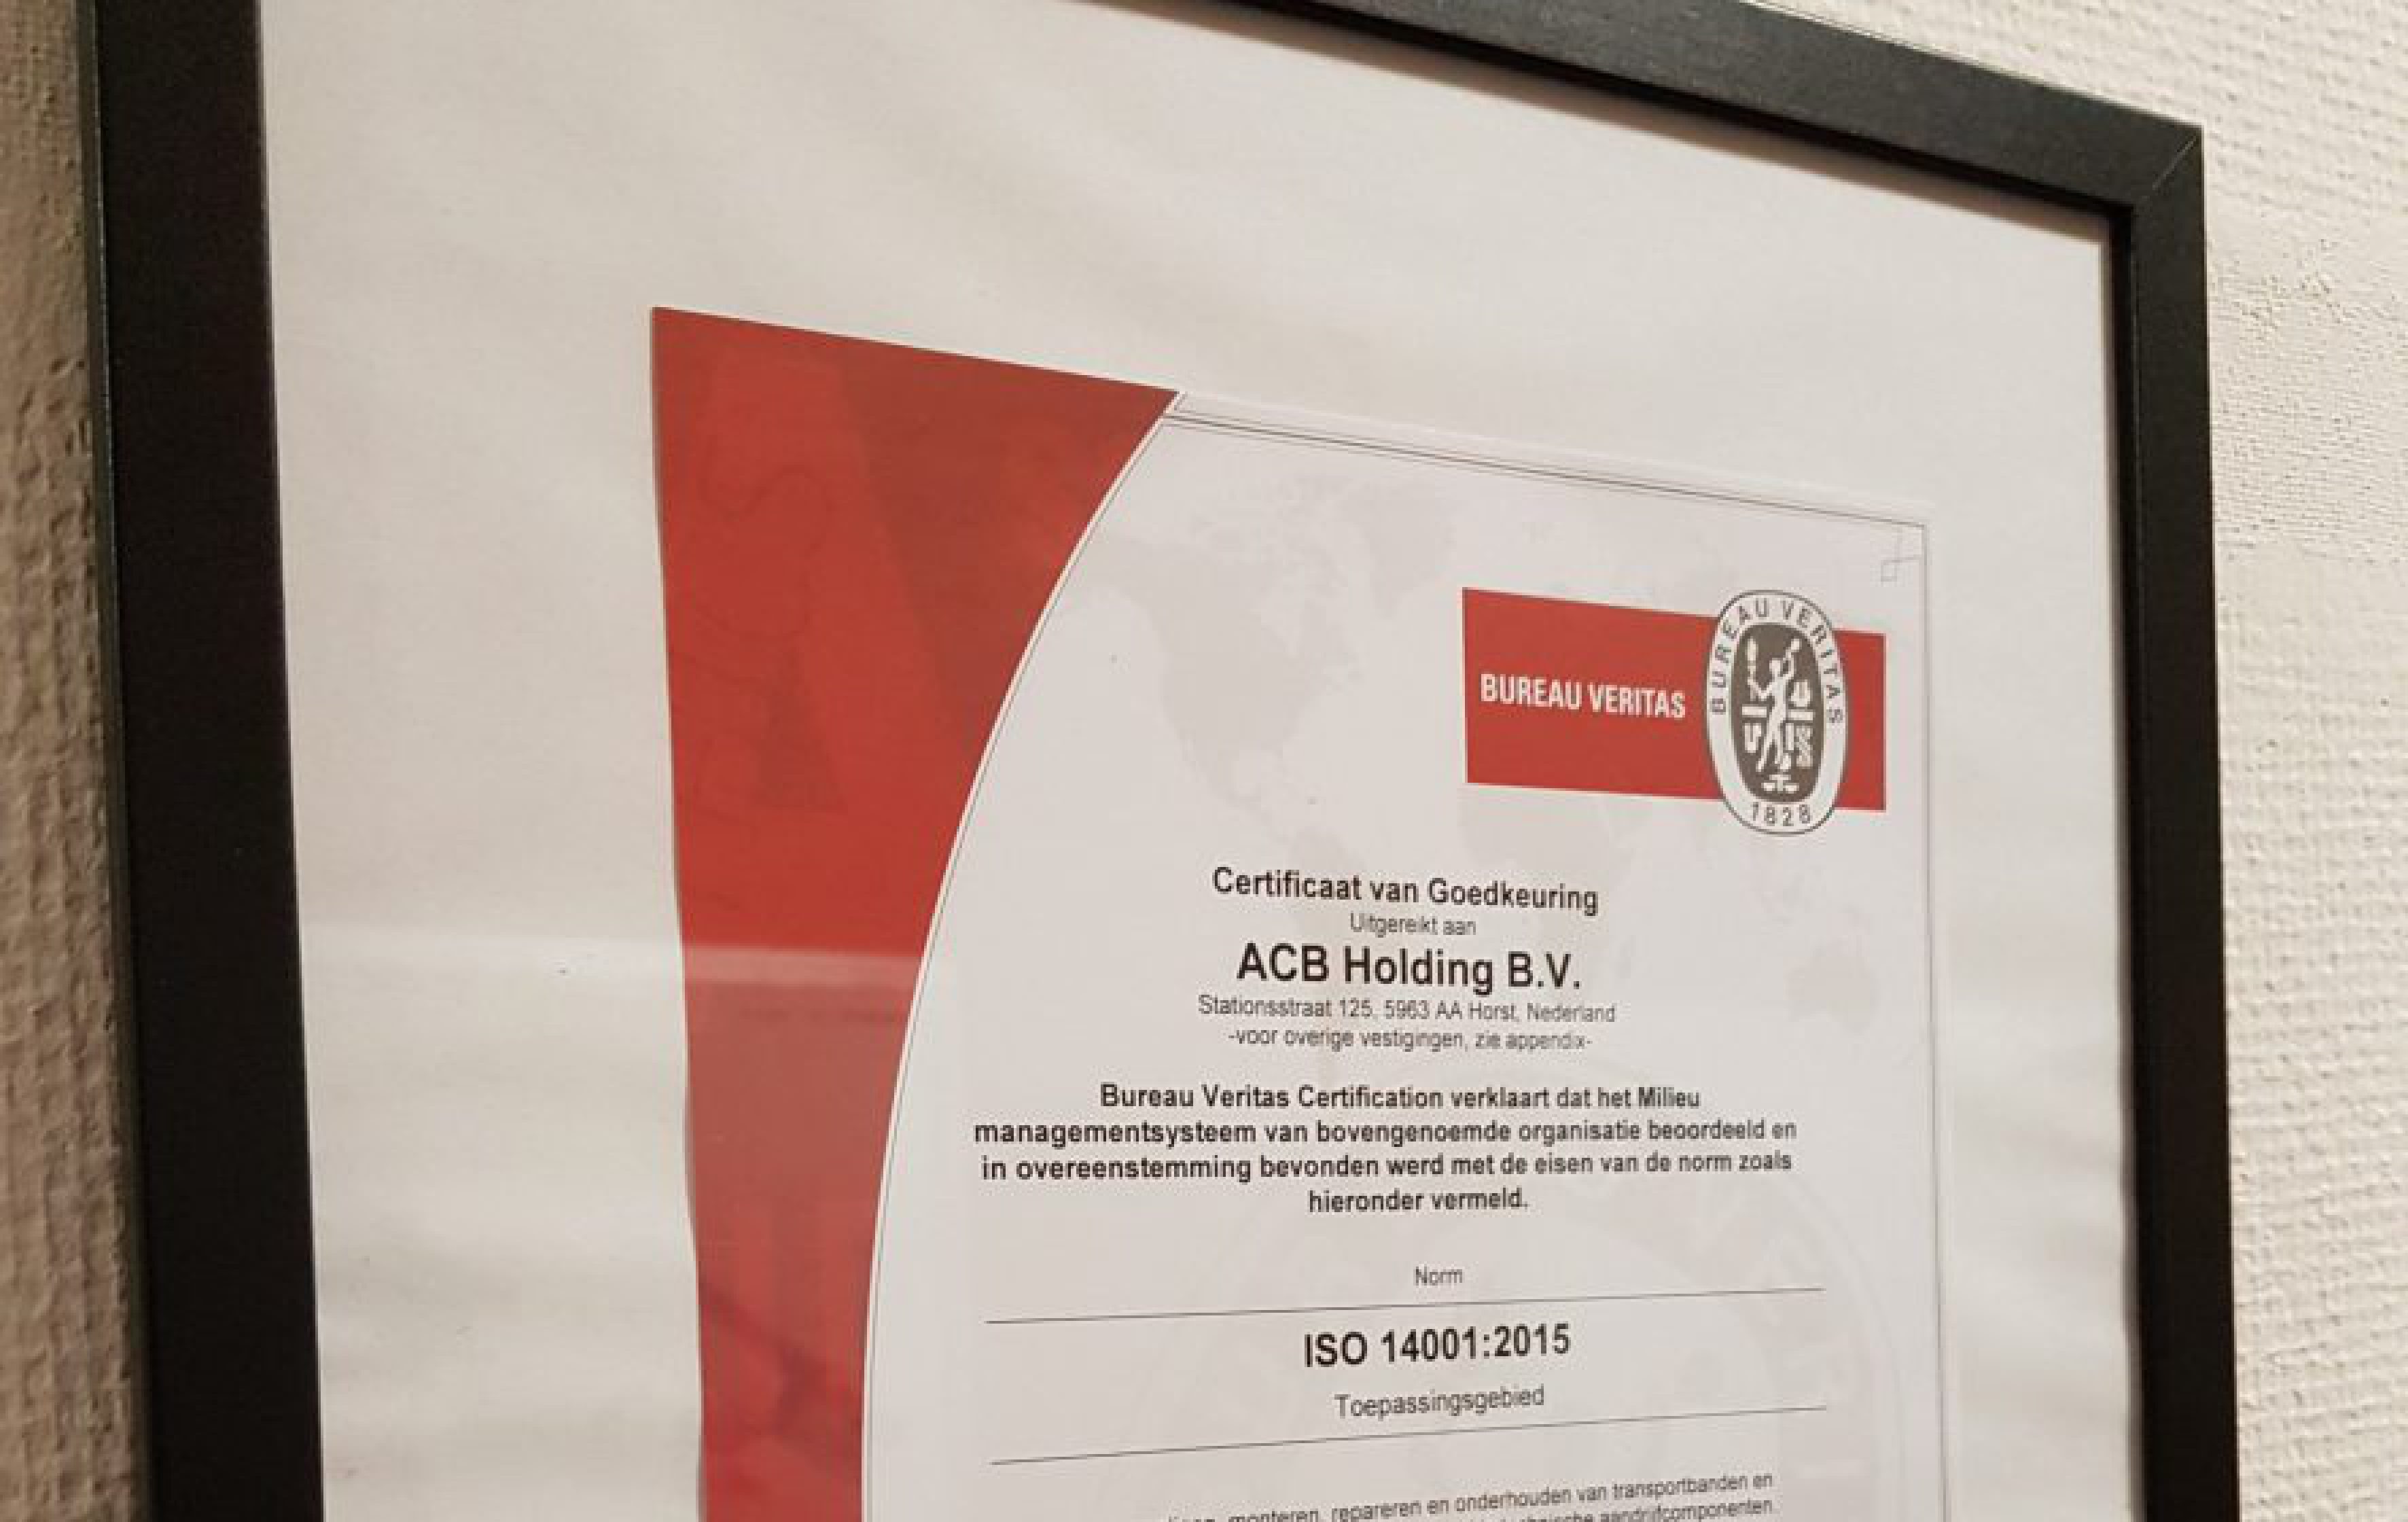 BUREAU VERITAS
BUREAU VERITAS
1828
Certificaat van Goedkeuring
Uitgereikt aan
ACB Holding B.V.
Stationsstraat 125, 5963 AA Horst, Nederland
-voor overige vestigingen, zie appendix-
Bureau Veritas Certification verklaart dat het Milieu
managementsysteem van bovengenoemde organisatie beoordeeld en
in overeenstemming bevonden werd met de eisen van de norm zoals
hieronder vermeld.
Norm
ISO 14001:2015
Toepassingsgebied
monteren, repareren en onderhouden van transportbanden en
aandrijfcomponenten.